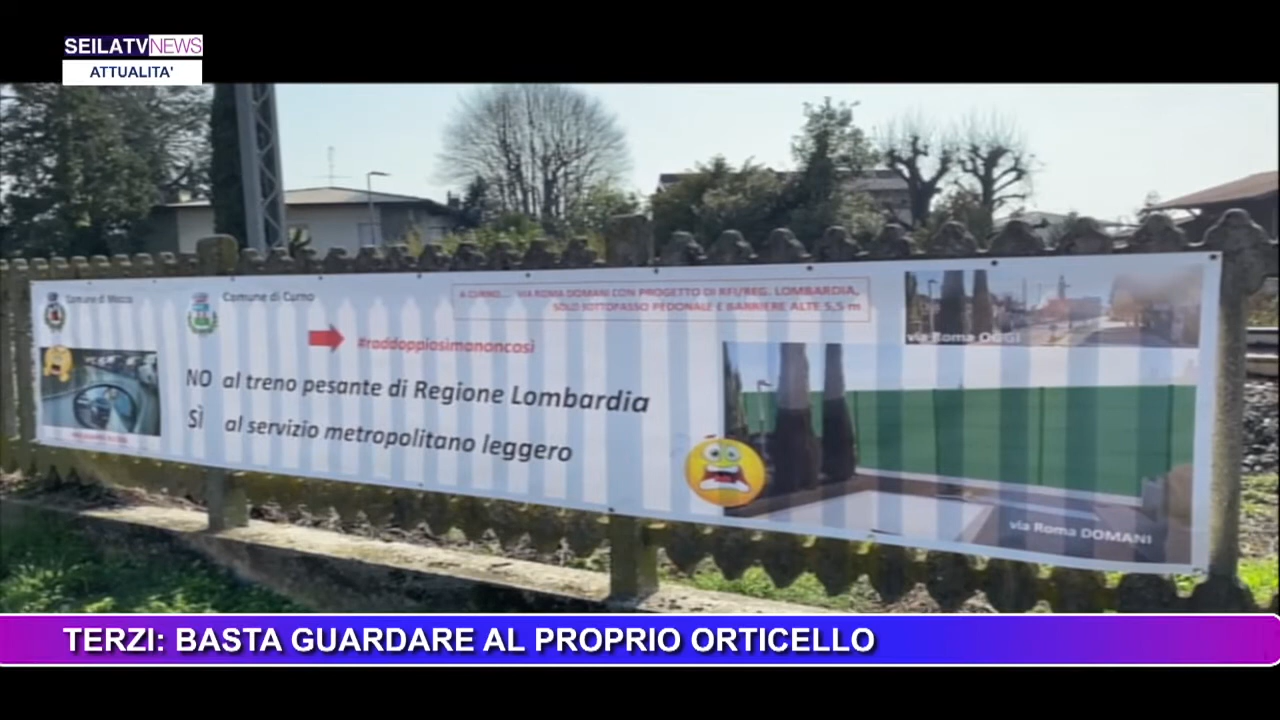 SEILATVNEWS
ATTUALITA'
Comune di Mozzo
Comune di Curno
A CURNO... VIA ROMA DOMANI CON PROGETTO DI RFI/REG. LOMBARDIA,
SOLO SOTTOPASSO PEDONALE E BARRIERE ALTE 5,5 m
#raddoppiosimanoncosì
NO al treno pesante di Regione Lombardia
SÌ al servizio metropolitano leggero
via Roma OGGI
via Roma DOMANI
TERZI: BASTA GUARDARE AL PROPRIO ORTICELLO